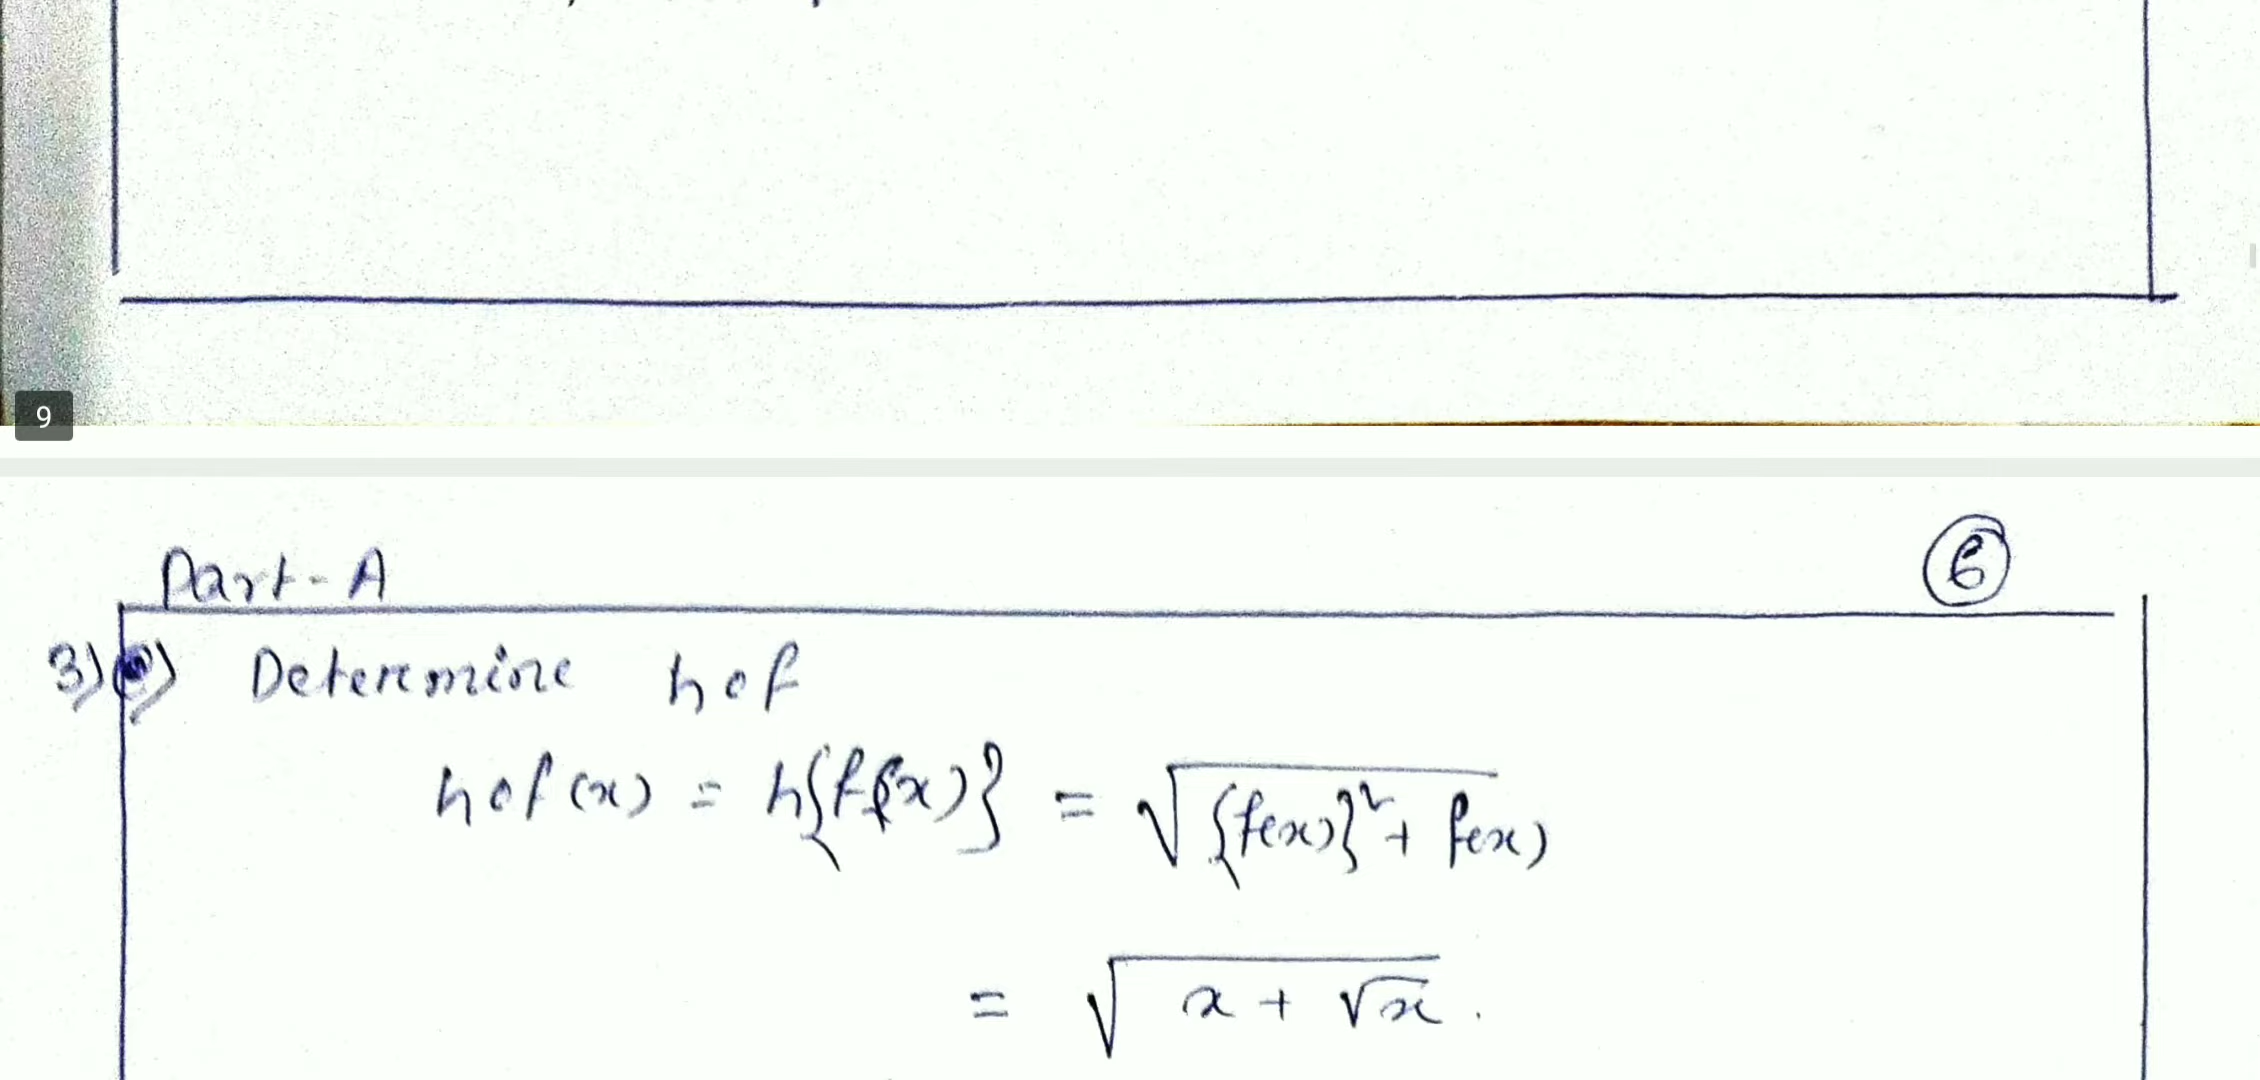 9
Part-A
6
3) Determine hof
hof(x) = h{f(x)} = √({f(x)}² + f(x))
= √(x + √x).